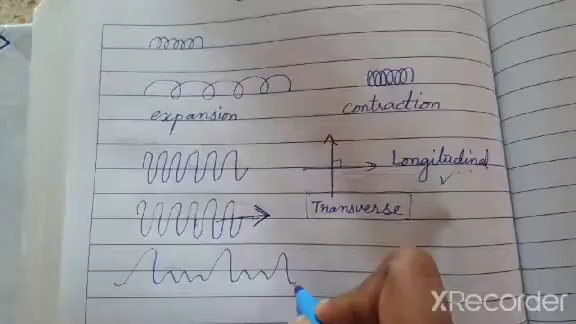 expansion
contraction
Longitudinal
Transverse
XRecorder